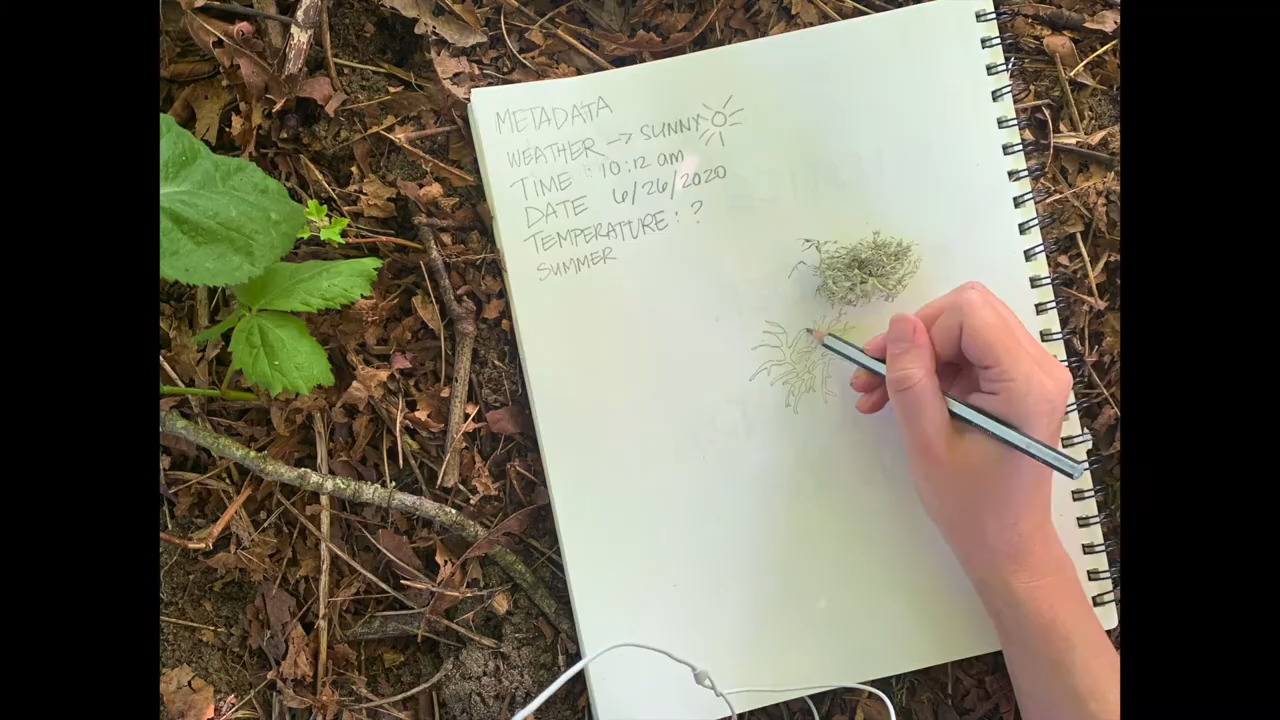 METADATA
WEATHER → SUNNY
TIME : 10:12 am
DATE 6/26/2020
TEMPERATURE : ?
SUMMER